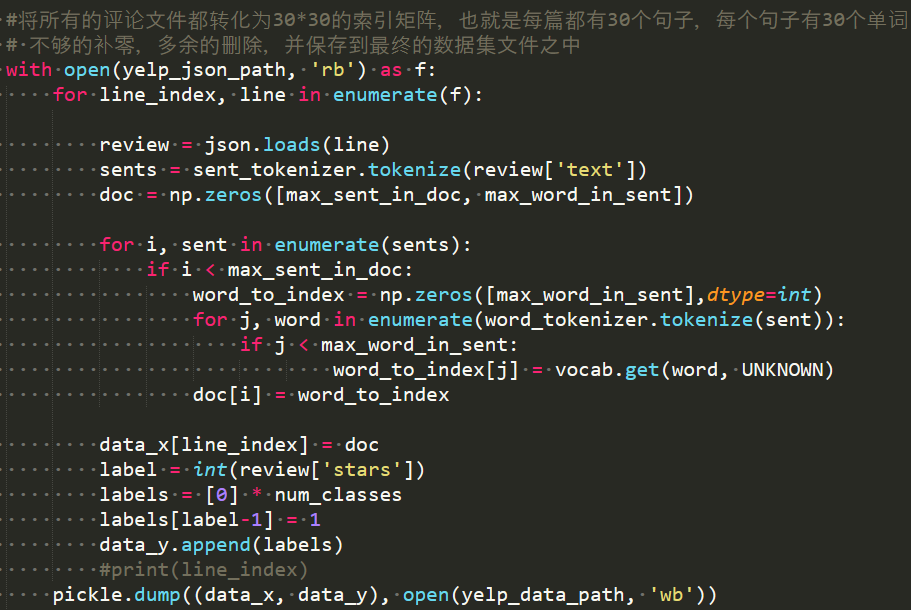 #将所有的评论文件都转化为30*30的索引矩阵，也就是每篇都有30个句子，每个句子有30个单词
# 不够的补零，多余的删除，并保存到最终的数据集文件之中
with open(yelp_json_path, 'rb') as f:
    for line_index, line in enumerate(f):
        review = json.loads(line)
        sents = sent_tokenizer.tokenize(review['text'])
        doc = np.zeros([max_sent_in_doc, max_word_in_sent])
        for i, sent in enumerate(sents):
            if i < max_sent_in_doc:
                word_to_index = np.zeros([max_word_in_sent],dtype=int)
                for j, word in enumerate(word_tokenizer.tokenize(sent)):
                    if j < max_word_in_sent:
                            word_to_index[j] = vocab.get(word, UNKNOWN)
                doc[i] = word_to_index
        data_x[line_index] = doc
        label = int(review['stars'])
        labels = [0] * num_classes
        labels[label-1] = 1
        data_y.append(labels)
        #print(line_index)
    pickle.dump((data_x, data_y), open(yelp_data_path, 'wb'))